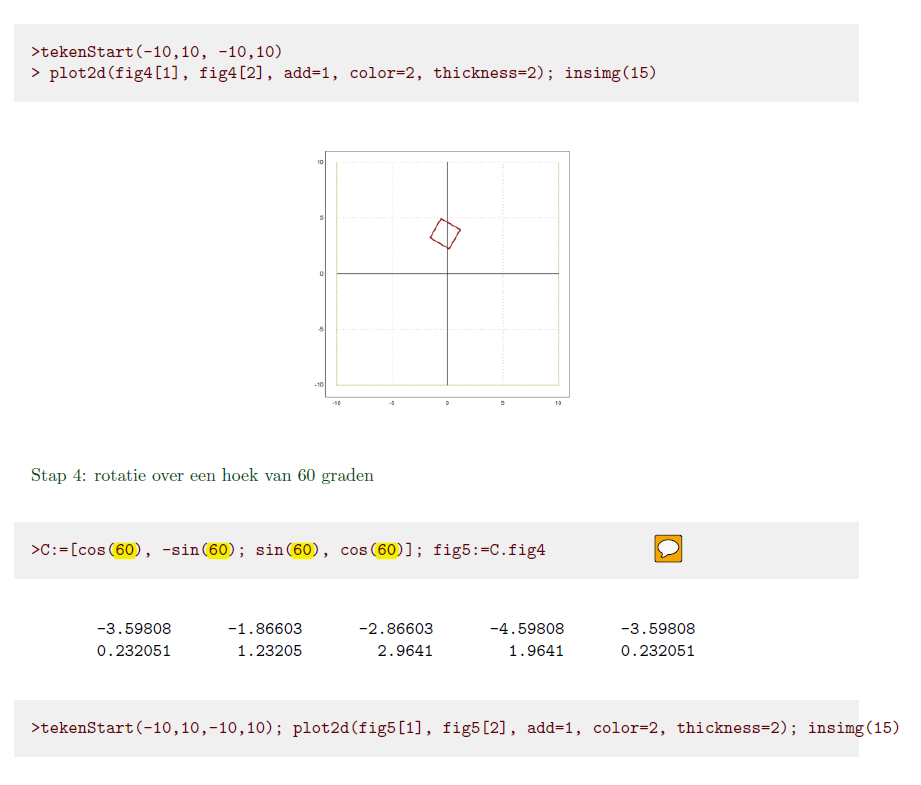 >tekenStart(-10,10, -10,10)
> plot2d(fig4[1], fig4[2], add=1, color=2, thickness=2); insimg(15)
10
5
0
-5
-10
-10 -5 0 5 10
Stap 4: rotatie over een hoek van 60 graden
>C:=[cos(60), -sin(60); sin(60), cos(60)]; fig5:=C.fig4
-3.59808 -1.86603 -2.86603 -4.59808 -3.59808
0.232051 1.23205 2.9641 1.9641 0.232051
>tekenStart(-10,10,-10,10); plot2d(fig5[1], fig5[2], add=1, color=2, thickness=2); insimg(15)